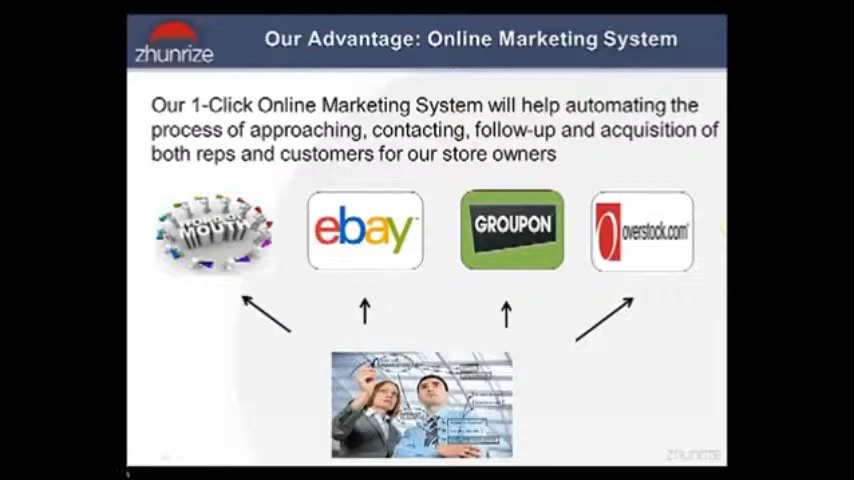 zhunrize
Our Advantage: Online Marketing System
Our 1-Click Online Marketing System will help automating the
process of approaching, contacting, follow-up and acquisition of
both reps and customers for our store owners
WORD OF
MOUTH
ebay
GROUPON
overstock.com
zhunrize